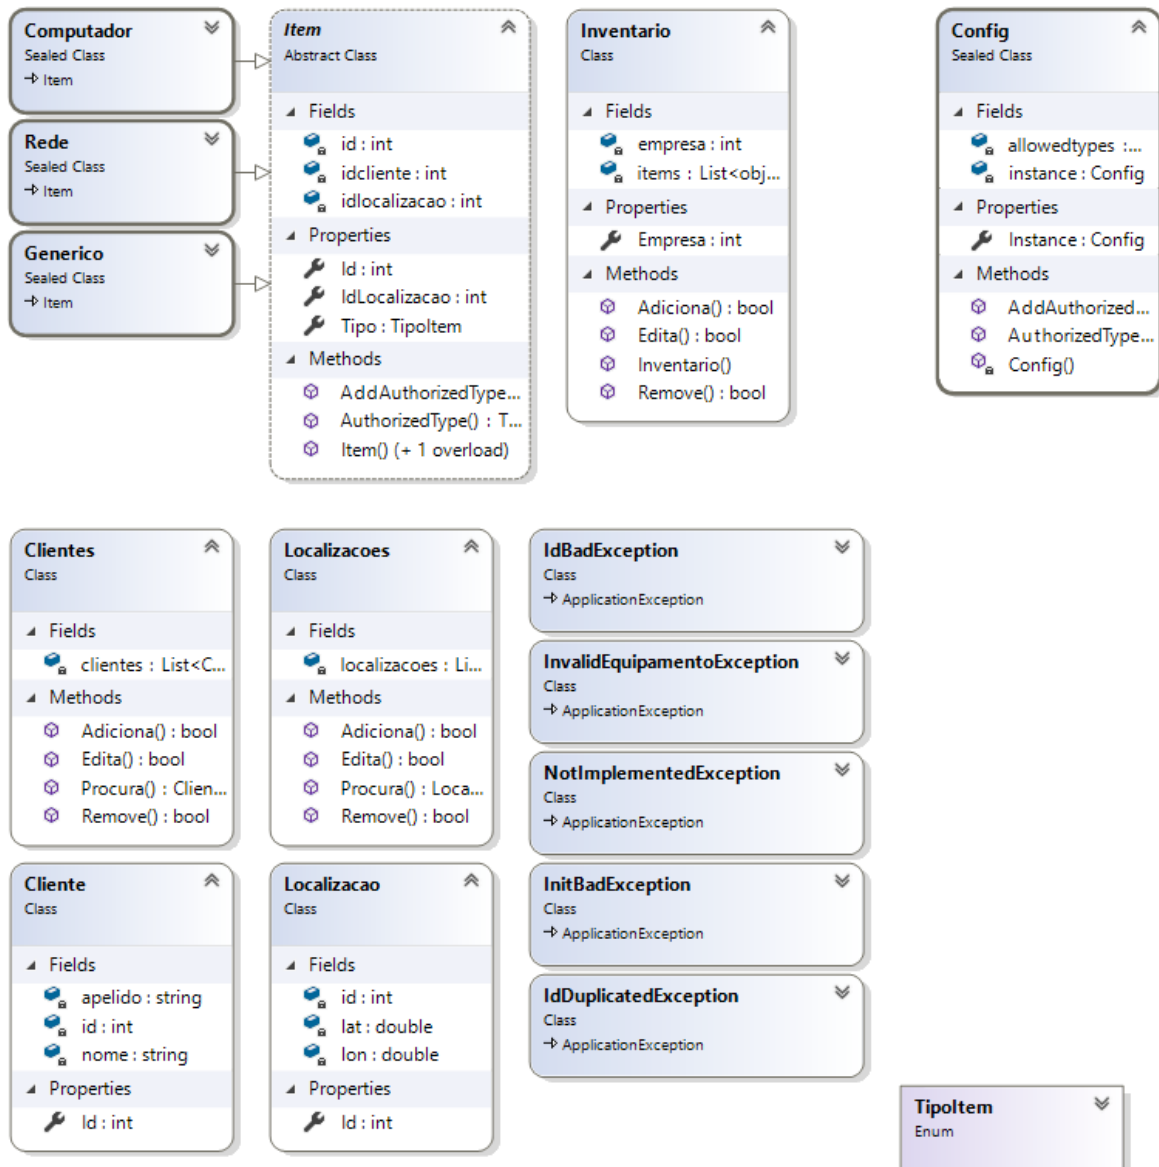 Computador
Sealed Class
Item
Rede
Sealed Class
Item
Generico
Sealed Class
Item
Item
Abstract Class
Fields
id : int
idcliente : int
idlocalizacao : int
Properties
Id : int
IdLocalizacao : int
Tipo : TipoItem
Methods
AddAuthorizedType...
AuthorizedType() : T...
Item() (+ 1 overload)
Inventario
Class
Fields
empresa : int
items : List<obj...
Properties
Empresa : int
Methods
Adiciona() : bool
Edita() : bool
Inventario()
Remove() : bool
Config
Sealed Class
Fields
allowedtypes :...
instance : Config
Properties
Instance : Config
Methods
AddAuthorized...
AuthorizedType...
Config()
Clientes
Class
Fields
clientes : List<C...
Methods
Adiciona() : bool
Edita() : bool
Procura() : Clien...
Remove() : bool
Localizacoes
Class
Fields
localizacoes : Li...
Methods
Adiciona() : bool
Edita() : bool
Procura() : Loca...
Remove() : bool
IdBadException
Class
ApplicationException
InvalidEquipamentoException
Class
ApplicationException
NotImplementedException
Class
ApplicationException
InitBadException
Class
ApplicationException
IdDuplicatedException
Class
ApplicationException
Cliente
Class
Fields
apelido : string
id : int
nome : string
Properties
Id : int
Localizacao
Class
Fields
id : int
lat : double
lon : double
Properties
Id : int
TipoItem
Enum